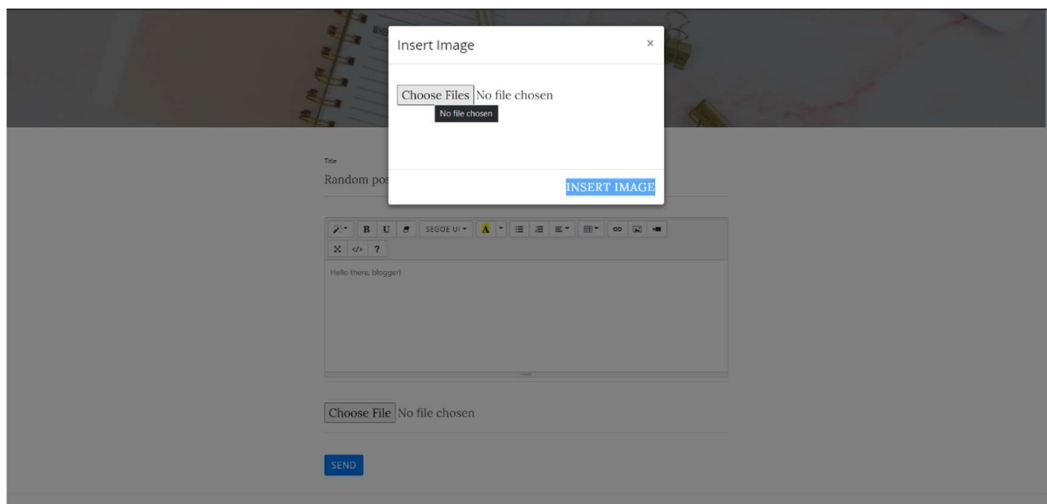 Insert Image ×
Choose Files No file chosen
No file chosen
INSERT IMAGE
Title
Random pos
B U SEGOE UI A
</> ?
Hello there, blogger!
Choose File No file chosen
SEND